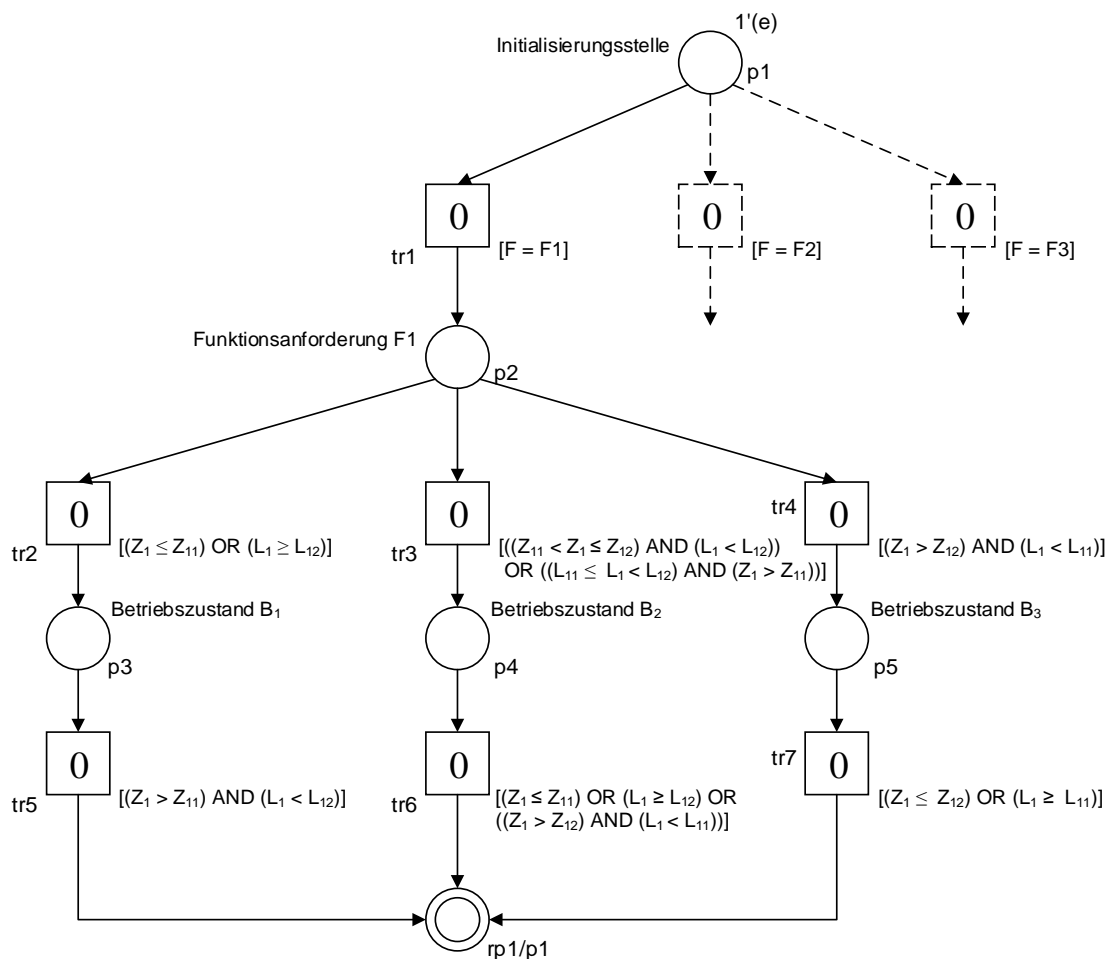 1'(e)
Initialisierungsstelle
p1
0 0 0
tr1 [F = F1] [F = F2] [F = F3]
Funktionsanforderung F1
p2
0 0 tr4 0
tr2 [(Z₁ ≤ Z₁₁) OR (L₁ ≥ L₁₂)] tr3 [((Z₁₁ < Z₁ ≤ Z₁₂) AND (L₁ < L₁₂)) [(Z₁ > Z₁₂) AND (L₁ < L₁₁)]
OR ((L₁₁ ≤ L₁ < L₁₂) AND (Z₁ > Z₁₁))]
Betriebszustand B₁ Betriebszustand B₂ Betriebszustand B₃
p3 p4 p5
0 0 tr7 0
tr5 [(Z₁ > Z₁₁) AND (L₁ < L₁₂)] tr6 [(Z₁ ≤ Z₁₁) OR (L₁ ≥ L₁₂) OR [(Z₁ ≤ Z₁₂) OR (L₁ ≥ L₁₁)]
((Z₁ > Z₁₂) AND (L₁ < L₁₁))]
rp1/p1